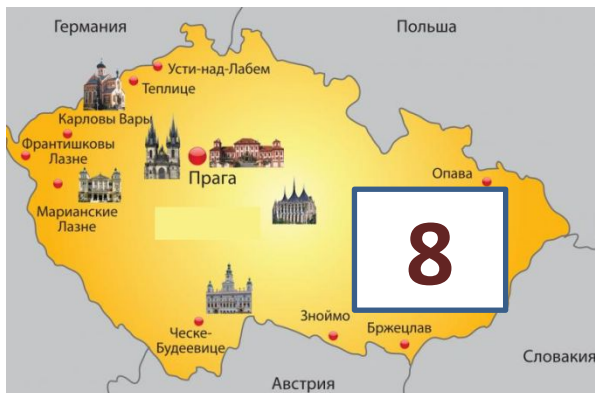 Германия
Польша
Усти-над-Лабем
Теплице
Карловы Вары
Франтишковы
Лазне
Прага
Опава
Марианские
Лазне
8
Зноймо
Бржецлав
Ческе-
Будеевице
Словакия
Австрия